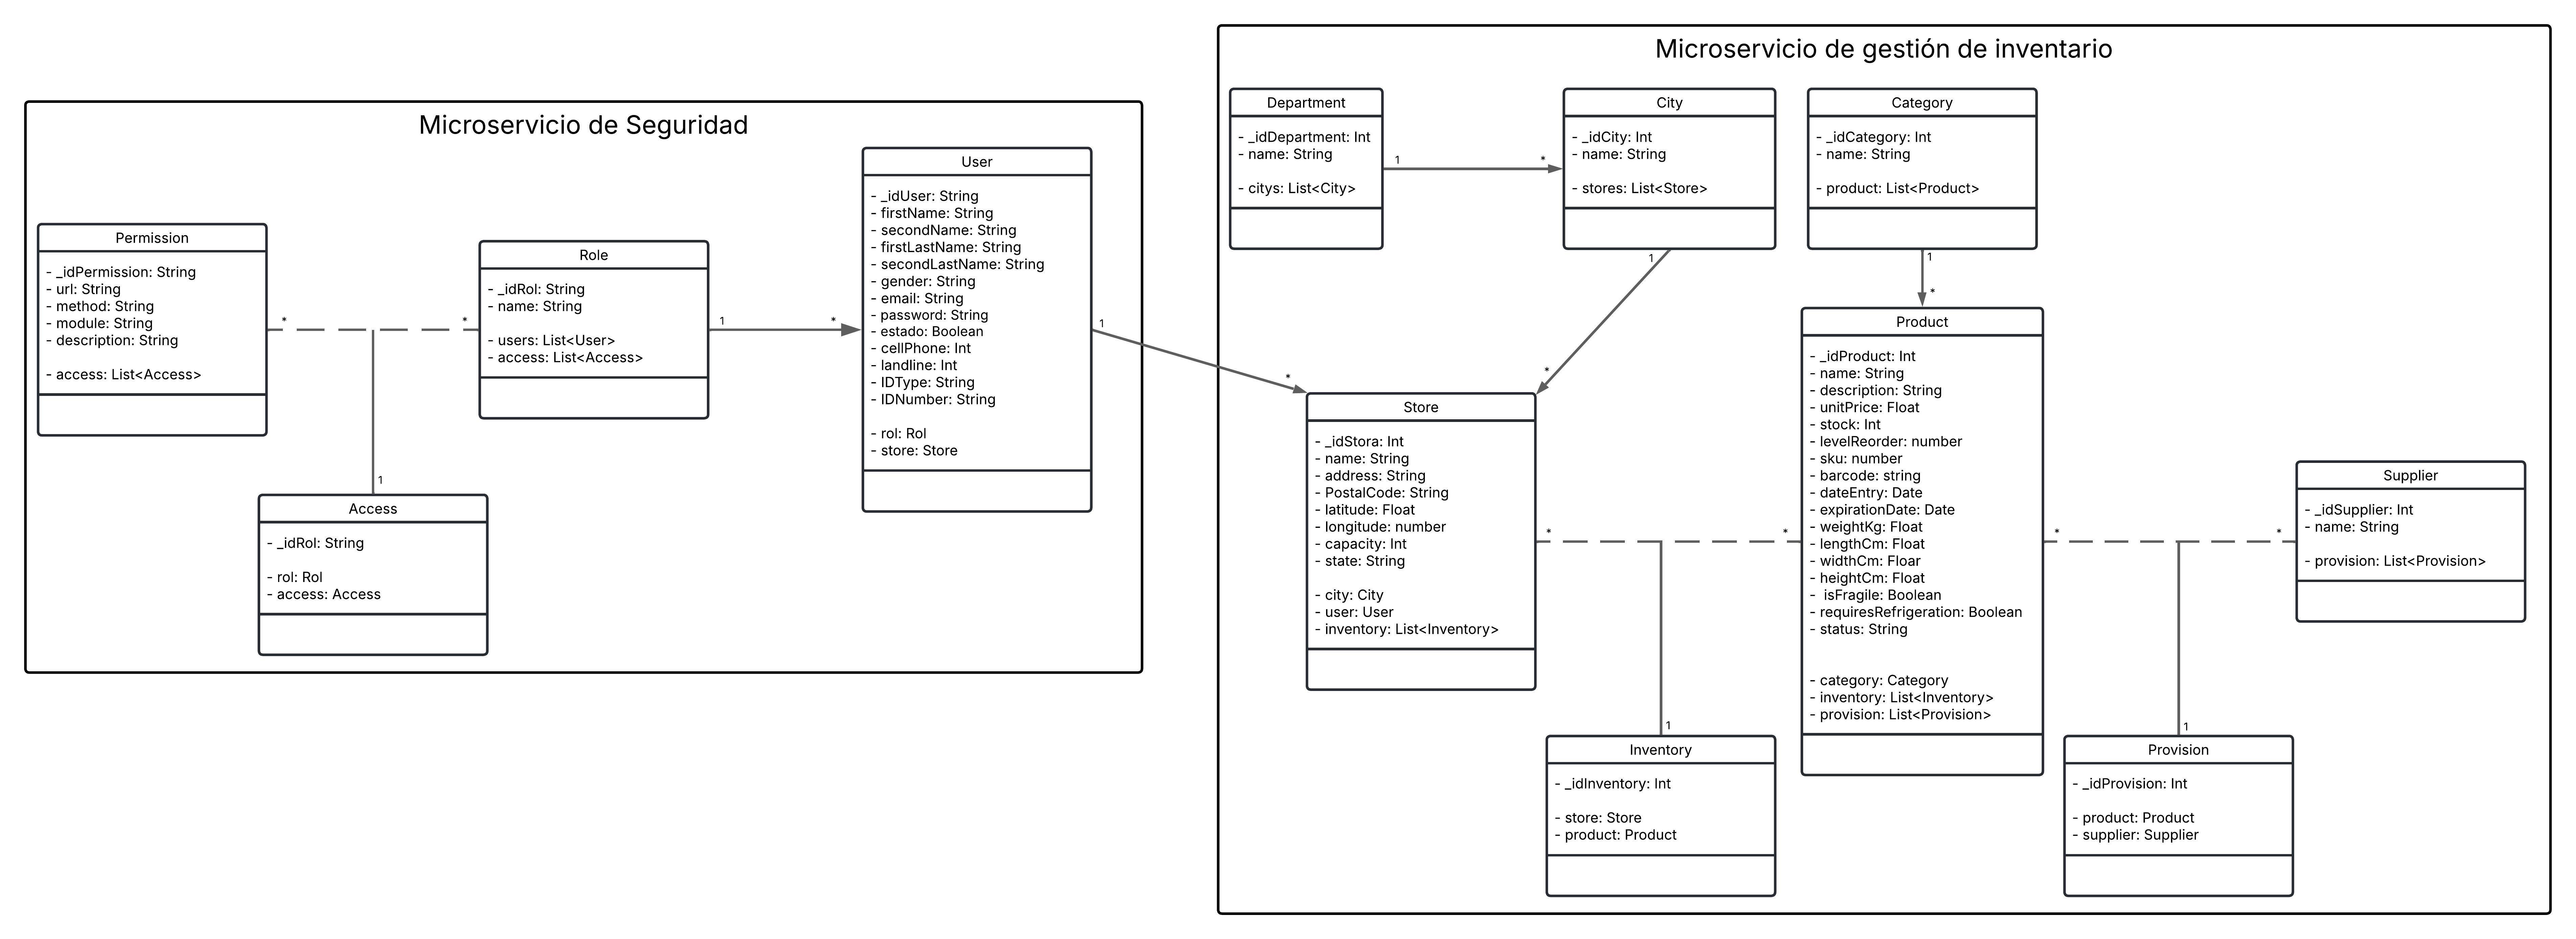 Microservicio de Seguridad
Permission
- _idPermission: String
- url: String
- method: String
- module: String
- description: String
- access: List<Access>
*
*
Role
- _idRol: String
- name: String
- users: List<User>
- access: List<Access>
1
*
1
Access
- _idRol: String
- rol: Rol
- access: Access
User
- _idUser: String
- firstName: String
- secondName: String
- firstLastName: String
- secondLastName: String
- gender: String
- email: String
- password: String
- estado: Boolean
- cellPhone: Int
- landline: Int
- IDType: String
- IDNumber: String
- rol: Rol
- store: Store
1
*
Microservicio de gestión de inventario
Department
- _idDepartment: Int
- name: String
- citys: List<City>
1
*
City
- _idCity: Int
- name: String
- stores: List<Store>
1
*
Category
- _idCategory: Int
- name: String
- product: List<Product>
1
*
Store
- _idStora: Int
- name: String
- address: String
- PostalCode: String
- latitude: Float
- longitude: number
- capacity: Int
- state: String
- city: City
- user: User
- inventory: List<Inventory>
*
*
1
Inventory
- _idInventory: Int
- store: Store
- product: Product
Product
- _idProduct: Int
- name: String
- description: String
- unitPrice: Float
- stock: Int
- levelReorder: number
- sku: number
- barcode: string
- dateEntry: Date
- expirationDate: Date
- weightKg: Float
- lengthCm: Float
- widthCm: Floar
- heightCm: Float
-  isFragile: Boolean
- requiresRefrigeration: Boolean
- status: String
- category: Category
- inventory: List<Inventory>
- provision: List<Provision>
*
*
1
Provision
- _idProvision: Int
- product: Product
- supplier: Supplier
Supplier
- _idSupplier: Int
- name: String
- provision: List<Provision>